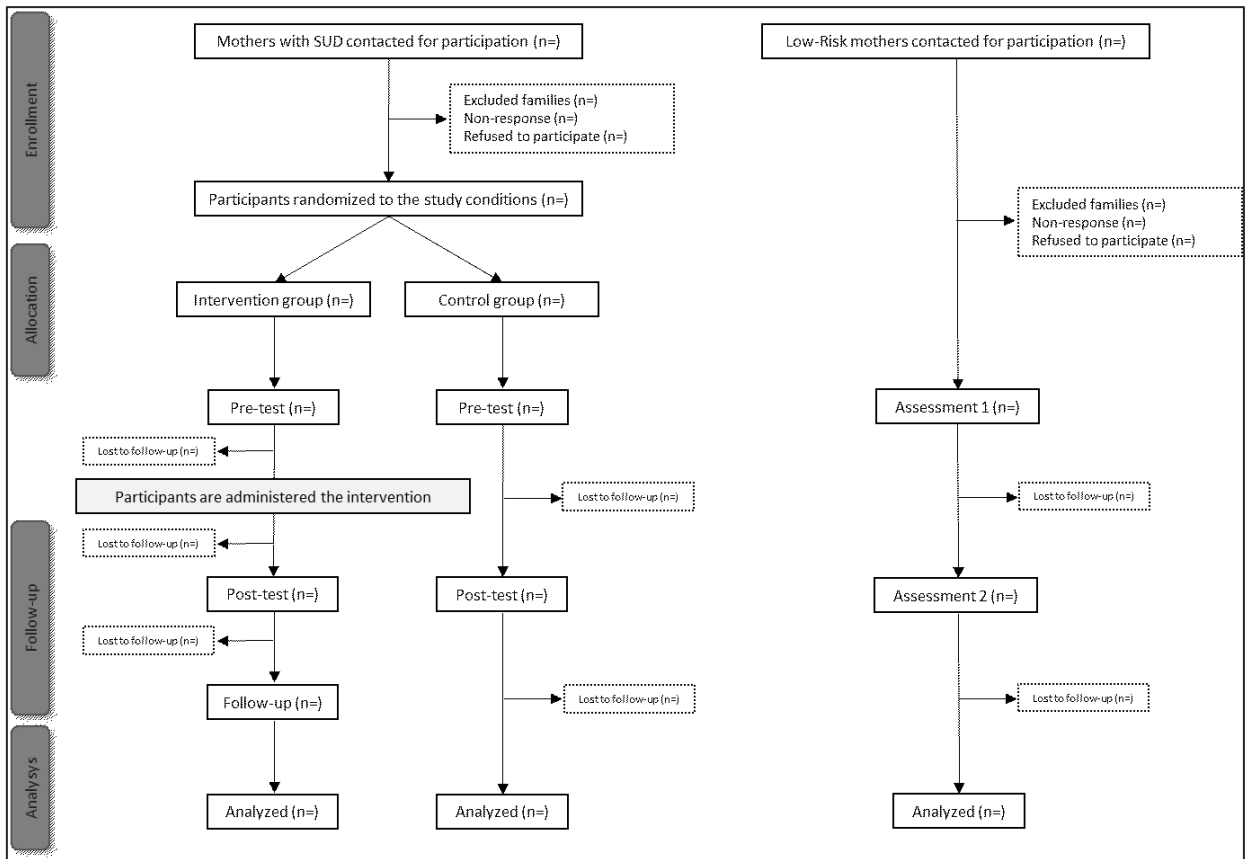 Enrollment
Mothers with SUD contacted for participation (n=)
Low-Risk mothers contacted for participation (n=)
Excluded families (n=)
Non-response (n=)
Refused to participate (n=)
Participants randomized to the study conditions (n=)
Excluded families (n=)
Non-response (n=)
Refused to participate (n=)
Allocation
Intervention group (n=)
Control group (n=)
Pre-test (n=)
Pre-test (n=)
Assessment 1 (n=)
Lost to follow-up (n=)
Participants are administered the intervention
Lost to follow-up (n=)
Lost to follow-up (n=)
Follow-up
Lost to follow-up (n=)
Post-test (n=)
Post-test (n=)
Assessment 2 (n=)
Lost to follow-up (n=)
Follow-up (n=)
Lost to follow-up (n=)
Lost to follow-up (n=)
Analysys
Analyzed (n=)
Analyzed (n=)
Analyzed (n=)